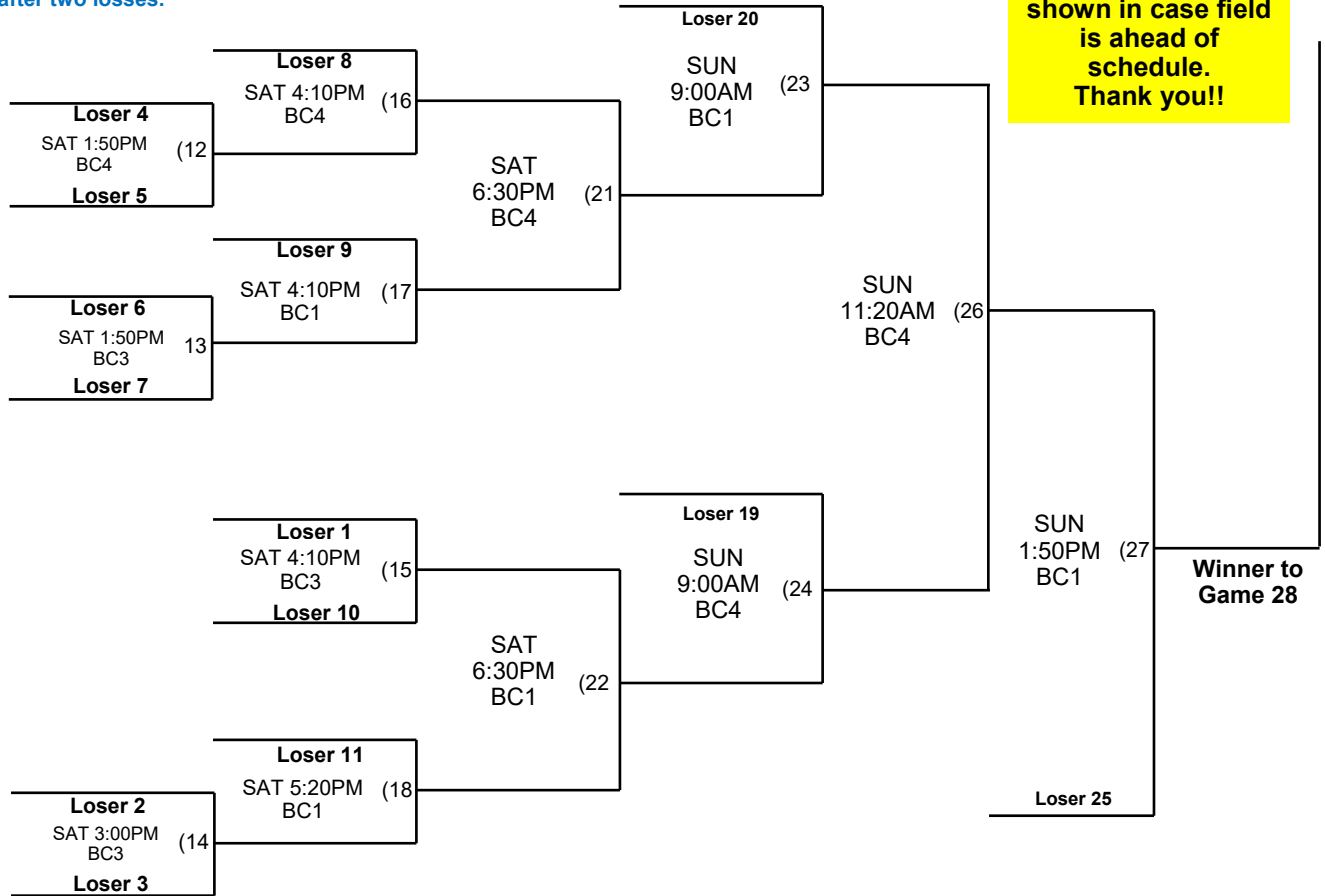 after two losses.
Loser 20
shown in case field
is ahead of
schedule.
Thank you!!
Loser 8
SAT 4:10PM
BC4
(16
SUN
9:00AM
BC1
(23
Loser 4
SAT 1:50PM
BC4
(12
Loser 5
SAT
6:30PM
BC4
(21
Loser 9
SAT 4:10PM
BC1
(17
Loser 6
SAT 1:50PM
BC3
13
Loser 7
SUN
11:20AM
BC4
(26
Loser 1
SAT 4:10PM
BC3
(15
Loser 10
Loser 19
SUN
9:00AM
BC4
(24
SUN
1:50PM
BC1
(27
Winner to
Game 28
SAT
6:30PM
BC1
(22
Loser 11
SAT 5:20PM
BC1
(18
Loser 2
SAT 3:00PM
BC3
(14
Loser 3
Loser 25